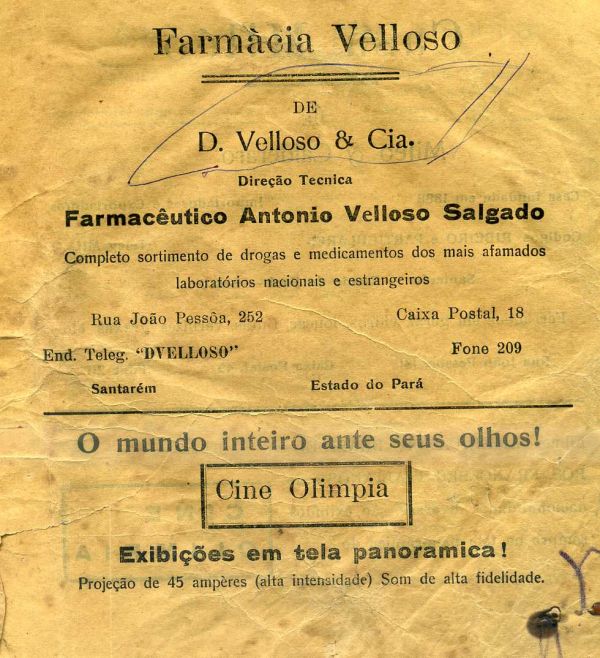 Farmàcia Velloso
DE
D. Velloso & Cia.
Direção Tecnica
Farmacêutico Antonio Velloso Salgado
Completo sortimento de drogas e medicamentos dos mais afamados
laboratórios nacionais e estrangeiros
Rua João Pessôa, 252 Caixa Postal, 18
End. Teleg. "DVELLOSO" Fone 209
Santarém Estado do Pará
O mundo inteiro ante seus olhos!
Cine Olimpia
Exibições em tela panoramica!
Projeção de 45 ampères (alta intensidade) Som de alta fidelidade.